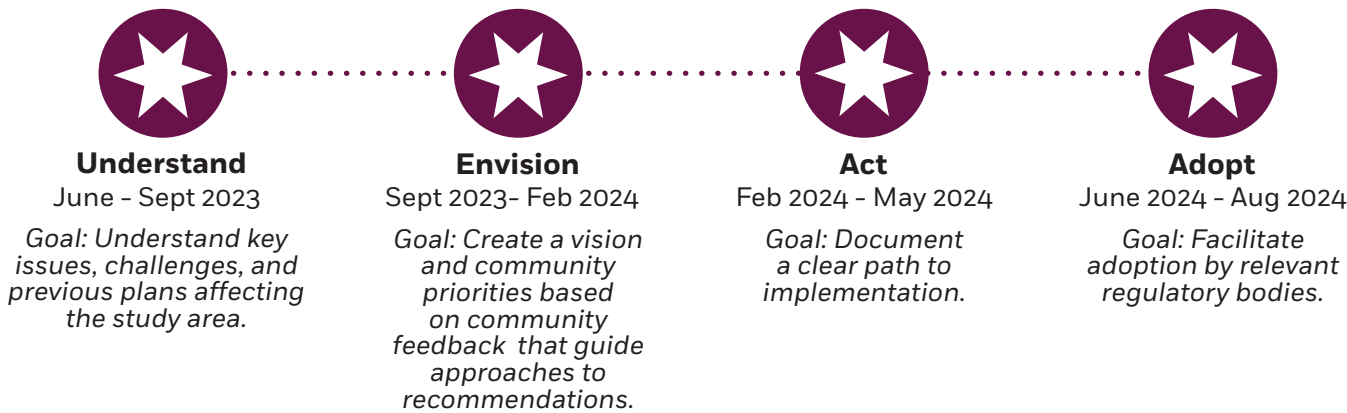 Understand
June - Sept 2023
Goal: Understand key
issues, challenges, and
previous plans affecting
the study area.
Envision
Sept 2023- Feb 2024
Goal: Create a vision
and community
priorities based
on community
feedback  that guide
approaches to
recommendations.
Act
Feb 2024 - May 2024
Goal: Document
a clear path to
implementation.
Adopt
June 2024 - Aug 2024
Goal: Facilitate
adoption by relevant
regulatory bodies.